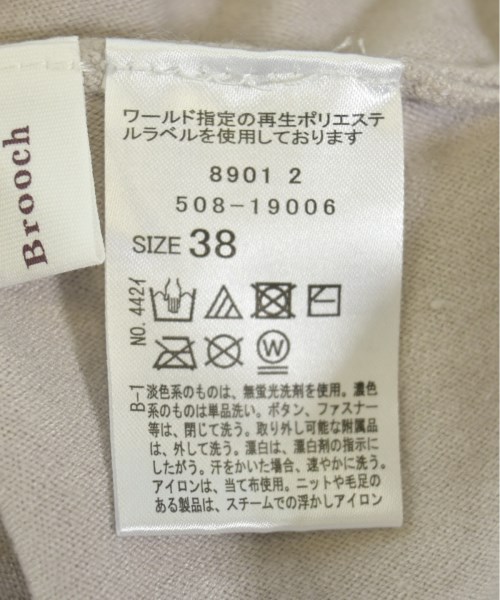 Brooch
ワールド指定の再生ポリエステ
ルラベルを使用しております
8901 2
508-19006
SIZE 38
NO. 442イ
W
B-1
淡色系のものは、無蛍光洗剤を使用。濃色
系のものは単品洗い。ボタン、ファスナー
等は、閉じて洗う。取り外し可能な附属品
は、外して洗う。漂白は、漂白剤の指示に
したがう。汗をかいた場合、速やかに洗う。
アイロンは、当て布使用。ニットや毛足の
ある製品は、スチームでの浮かしアイロン